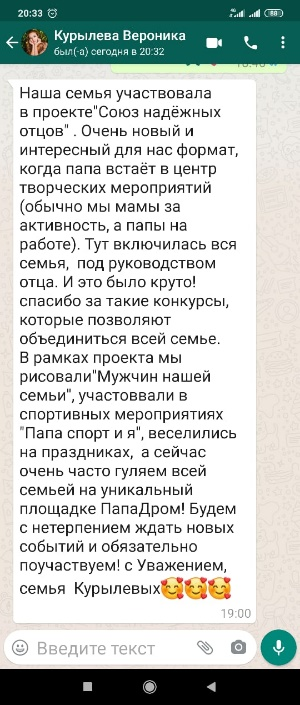 20:33
88
Курылева Вероника
был(-а) сегодня в 20:32
Наша семья участвовала
в проекте"Союз надёжных
отцов" . Очень новый и
интересный для нас формат,
когда папа встаёт в центр
творческих мероприятий
(обычно мы мамы за
активность, а папы на
работе). Тут включилась вся
семья, под руководством
отца. И это было круто!
спасибо за такие конкурсы,
которые позволяют
объединиться всей семье.
В рамках проекта мы
рисовали"Мужчин нашей
семьи", участоввали в
спортивных мероприятиях
"Папа спорт и я", веселились
на праздниках, а сейчас
очень часто гуляем всей
семьей на уникальный
площадке ПапаДром! Будем
с нетерпением ждать новых
событий и обязательно
поучаствуем! с Уважением,
семья Курылевых🥰🥰🥰
19:00
Введите текст